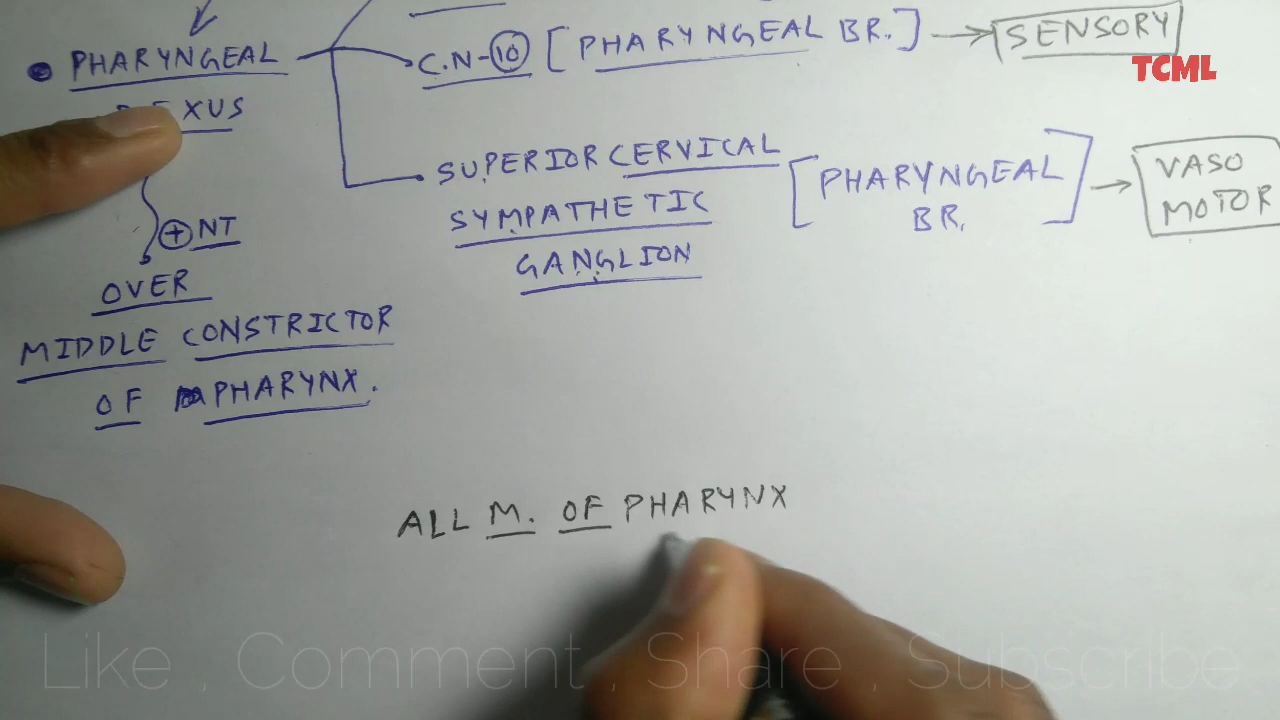 PHARYNGEAL
XUS
⊕NT
OVER
MIDDLE CONSTRICTOR
OF PHARYNX.
C.N-10 [PHARYNGEAL BR.] → SENSORY
SUPERIOR CERVICAL
SYMPATHETIC
GANGLION
[PHARYNGEAL
BR.]
→ VASO
MOTOR
TCML
ALL M. OF PHARYNX
Like , Comment , Share , Subscribe